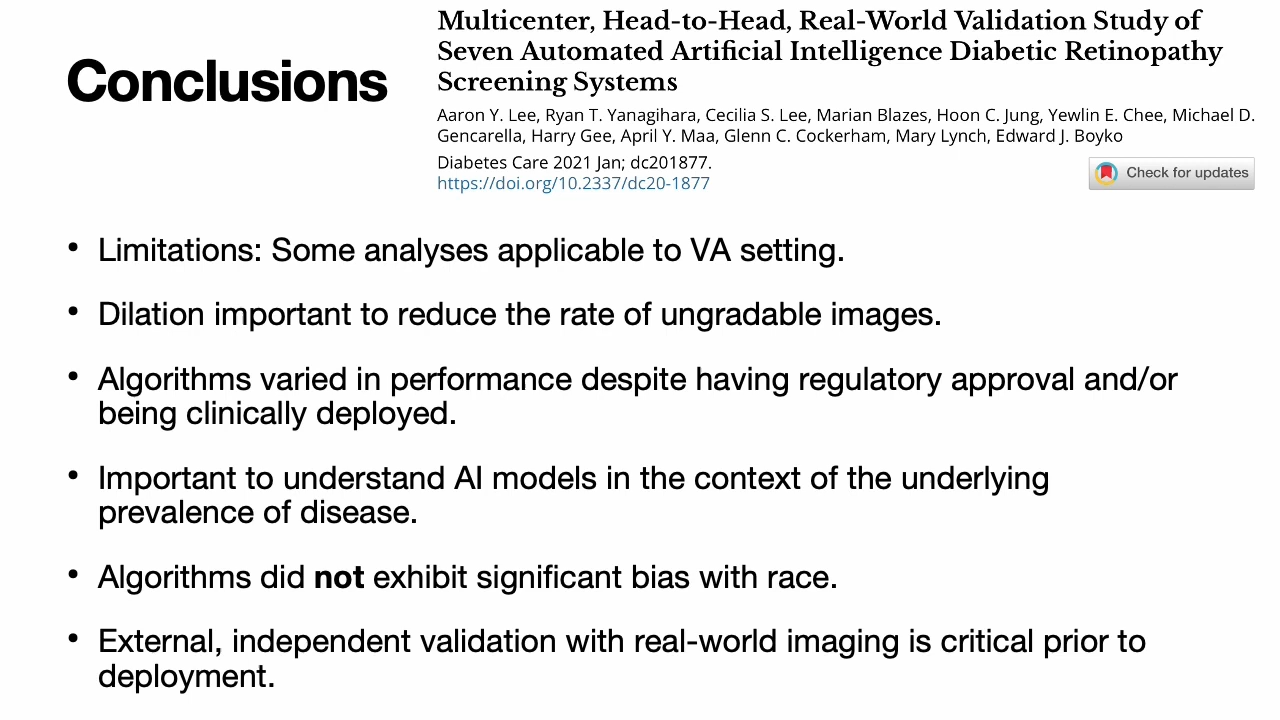 Conclusions
Multicenter, Head-to-Head, Real-World Validation Study of
Seven Automated Artificial Intelligence Diabetic Retinopathy
Screening Systems
Aaron Y. Lee, Ryan T. Yanagihara, Cecilia S. Lee, Marian Blazes, Hoon C. Jung, Yewlin E. Chee, Michael D.
Gencarella, Harry Gee, April Y. Maa, Glenn C. Cockerham, Mary Lynch, Edward J. Boyko
Diabetes Care 2021 Jan; dc201877.
https://doi.org/10.2337/dc20-1877
Check for updates
• Limitations: Some analyses applicable to VA setting.
• Dilation important to reduce the rate of ungradable images.
• Algorithms varied in performance despite having regulatory approval and/or
being clinically deployed.
• Important to understand AI models in the context of the underlying
prevalence of disease.
• Algorithms did not exhibit significant bias with race.
• External, independent validation with real-world imaging is critical prior to
deployment.